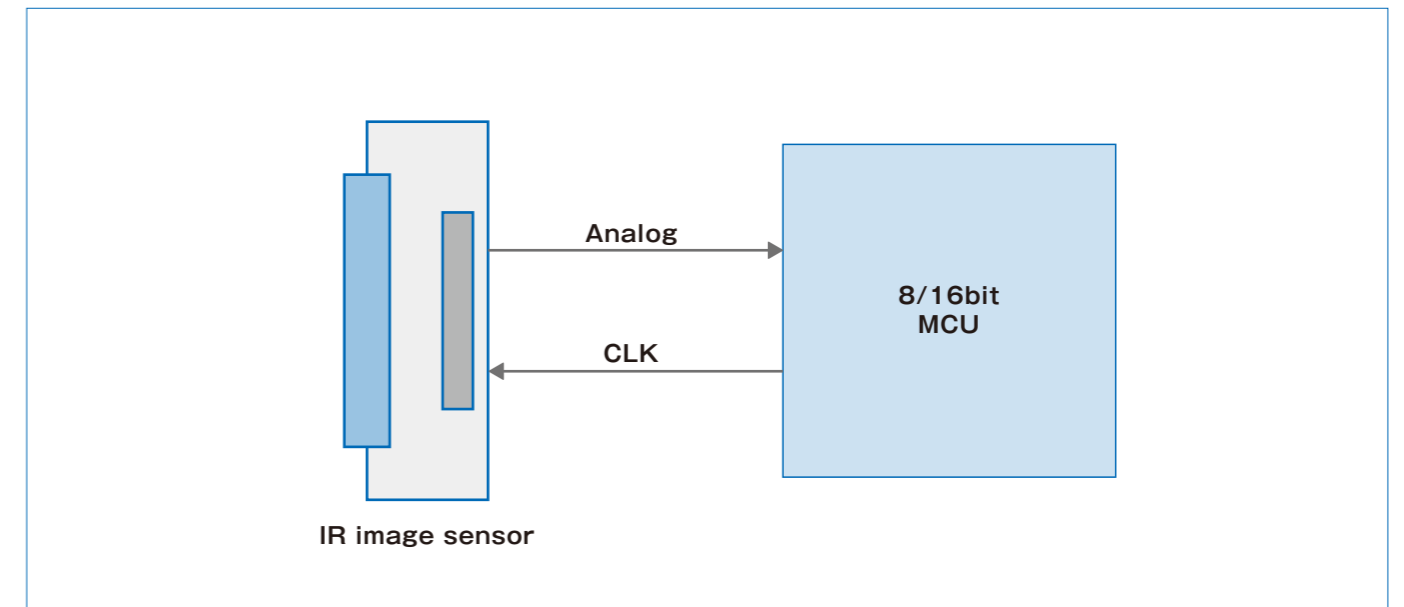 Analog
8/16bit
MCU
CLK
IR image sensor